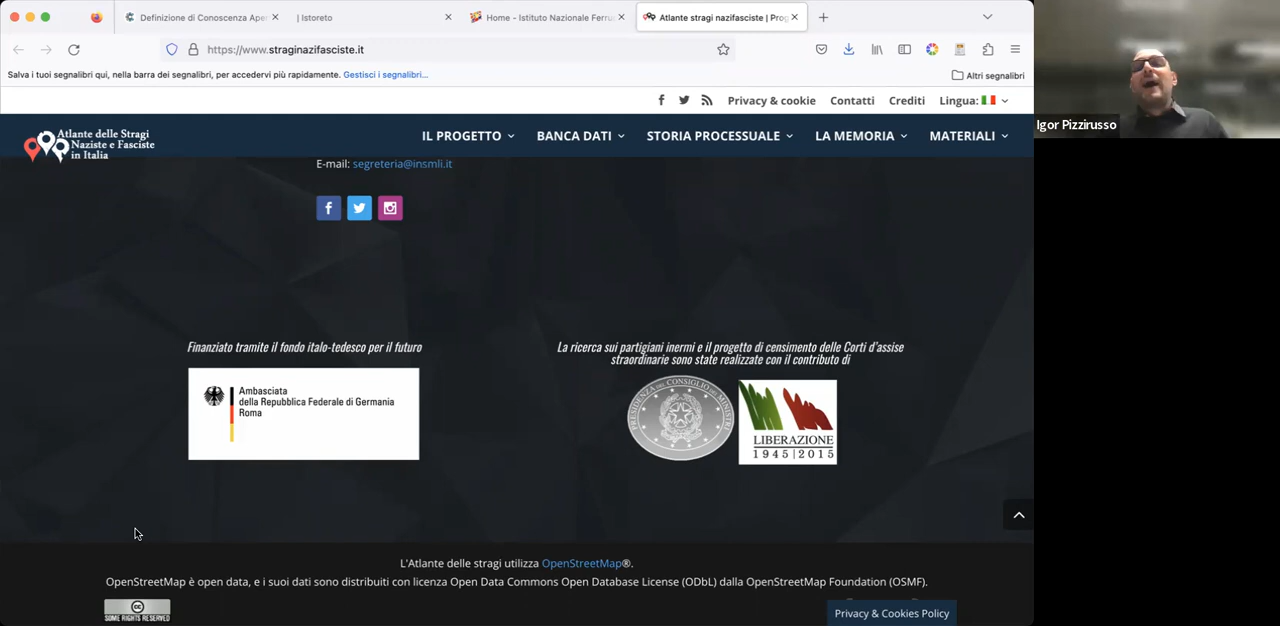 Definizione di Conoscenza Aper
| Istoreto
Home - Istituto Nazionale Ferru
Atlante stragi nazifasciste | Prog
https://www.straginazifasciste.it
Salva i tuoi segnalibri qui, nella barra dei segnalibri, per accedervi più rapidamente. Gestisci i segnalibri...
Altri segnalibri
Privacy & cookie
Contatti
Crediti
Lingua:
Atlante delle Stragi
Naziste e Fasciste
in Italia
IL PROGETTO
BANCA DATI
STORIA PROCESSUALE
LA MEMORIA
MATERIALI
E-mail: segreteria@insmli.it
Finanziato tramite il fondo italo-tedesco per il futuro
Ambasciata
della Repubblica Federale di Germania
Roma
La ricerca sui partigiani inermi e il progetto di censimento delle Corti d'assise
straordinarie sono state realizzate con il contributo di
PRESIDENZA DEL CONSIGLIO DEI MINISTRI
LIBERAZIONE
1945 | 2015
L'Atlante delle stragi utilizza OpenStreetMap®.
OpenStreetMap è open data, e i suoi dati sono distribuiti con licenza Open Data Commons Open Database License (ODbL) dalla OpenStreetMap Foundation (OSMF).
cc
SOME RIGHTS RESERVED
Privacy & Cookies Policy
Igor Pizzirusso